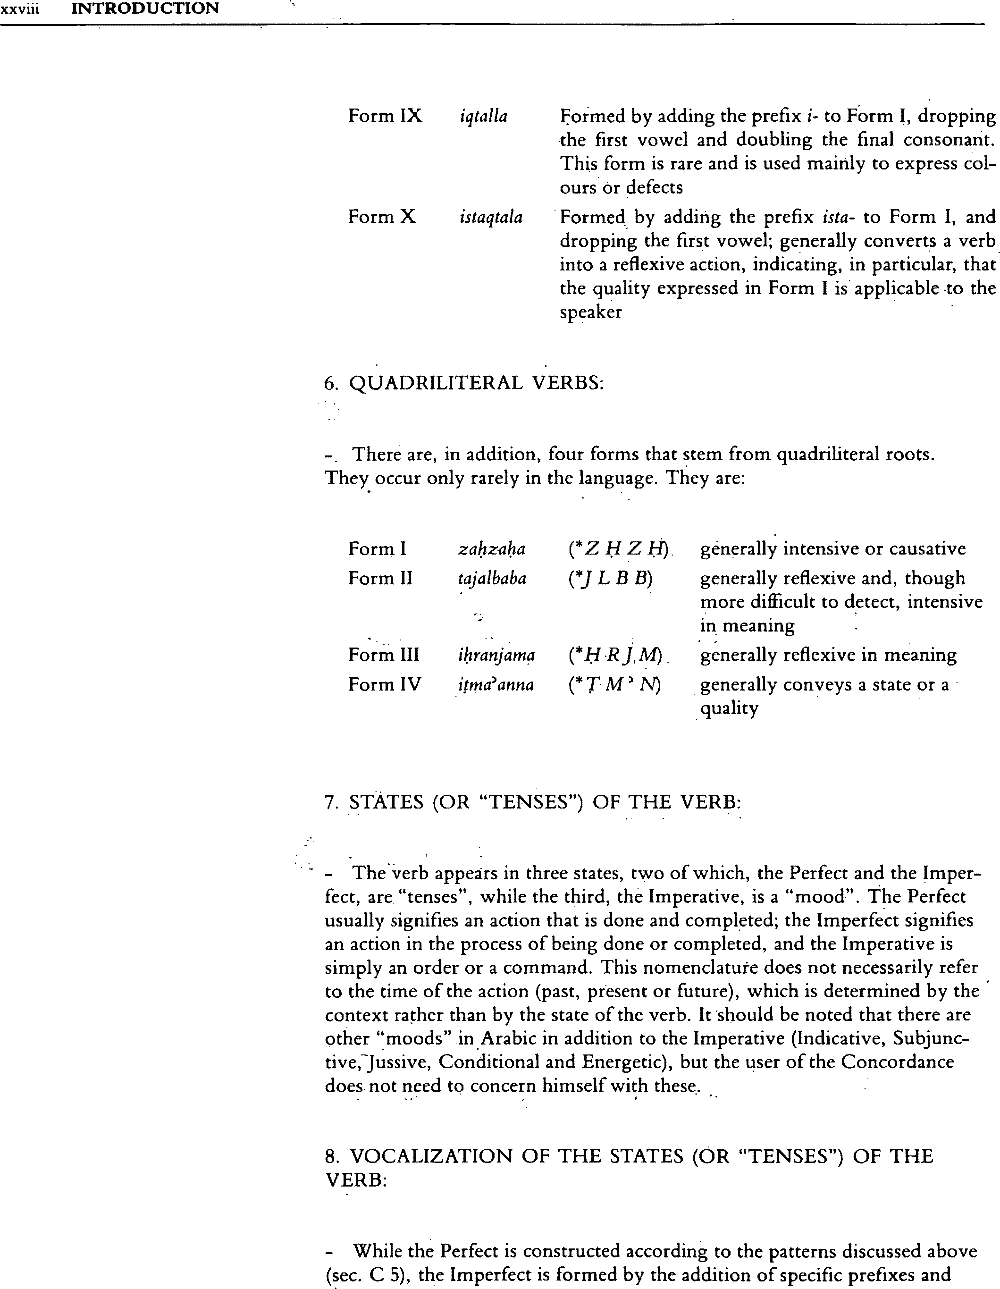 xxviii INTRODUCTION
Form IX iqtalla Formed by adding the prefix i- to Form I, dropping
the first vowel and doubling the final consonant.
This form is rare and is used mainly to express col-
ours or defects
Form X istaqtala Formed by adding the prefix ista- to Form I, and
dropping the first vowel; generally converts a verb
into a reflexive action, indicating, in particular, that
the quality expressed in Form I is applicable to the
speaker
6. QUADRILITERAL VERBS:
- There are, in addition, four forms that stem from quadriliteral roots.
They occur only rarely in the language. They are:
Form I zaḥzaḥa (*Z Ḥ Z Ḥ) generally intensive or causative
Form II tajalbaba (*J L B B) generally reflexive and, though
more difficult to detect, intensive
in meaning
Form III iḥranjama (*Ḥ R J M) generally reflexive in meaning
Form IV iṭmaʾanna (*Ṭ M ʾ N) generally conveys a state or a
quality
7. STATES (OR “TENSES”) OF THE VERB:
- The verb appears in three states, two of which, the Perfect and the Imper-
fect, are “tenses”, while the third, the Imperative, is a “mood”. The Perfect
usually signifies an action that is done and completed; the Imperfect signifies
an action in the process of being done or completed, and the Imperative is
simply an order or a command. This nomenclature does not necessarily refer
to the time of the action (past, present or future), which is determined by the
context rather than by the state of the verb. It should be noted that there are
other “moods” in Arabic in addition to the Imperative (Indicative, Subjunc-
tive, Jussive, Conditional and Energetic), but the user of the Concordance
does not need to concern himself with these.
8. VOCALIZATION OF THE STATES (OR “TENSES”) OF THE
VERB:
- While the Perfect is constructed according to the patterns discussed above
(sec. C 5), the Imperfect is formed by the addition of specific prefixes and